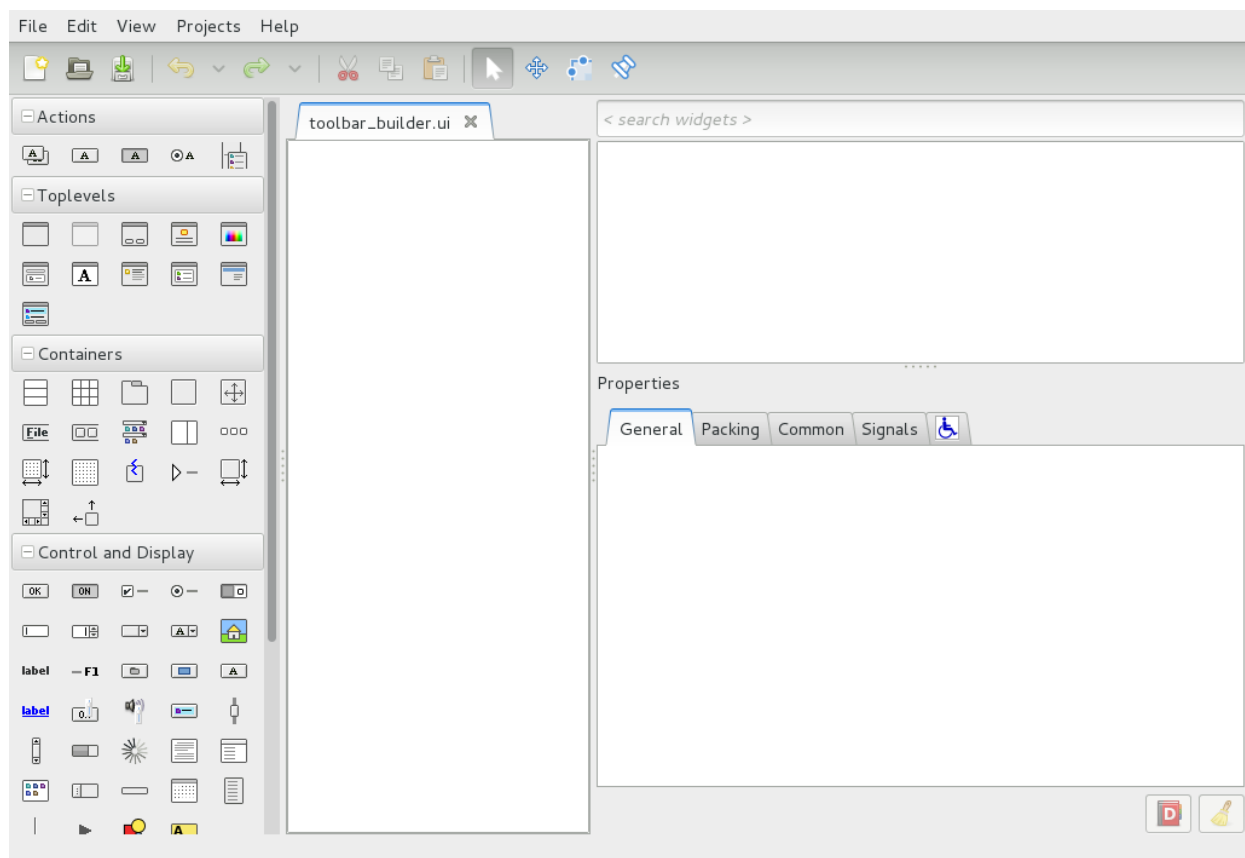 File Edit View Projects Help
Actions
toolbar_builder.ui
< search widgets >
A A A A
Toplevels
A
Containers
Properties
File
General Packing Common Signals
Control and Display
OK ON
A
label F1 A
label 0..
D
A